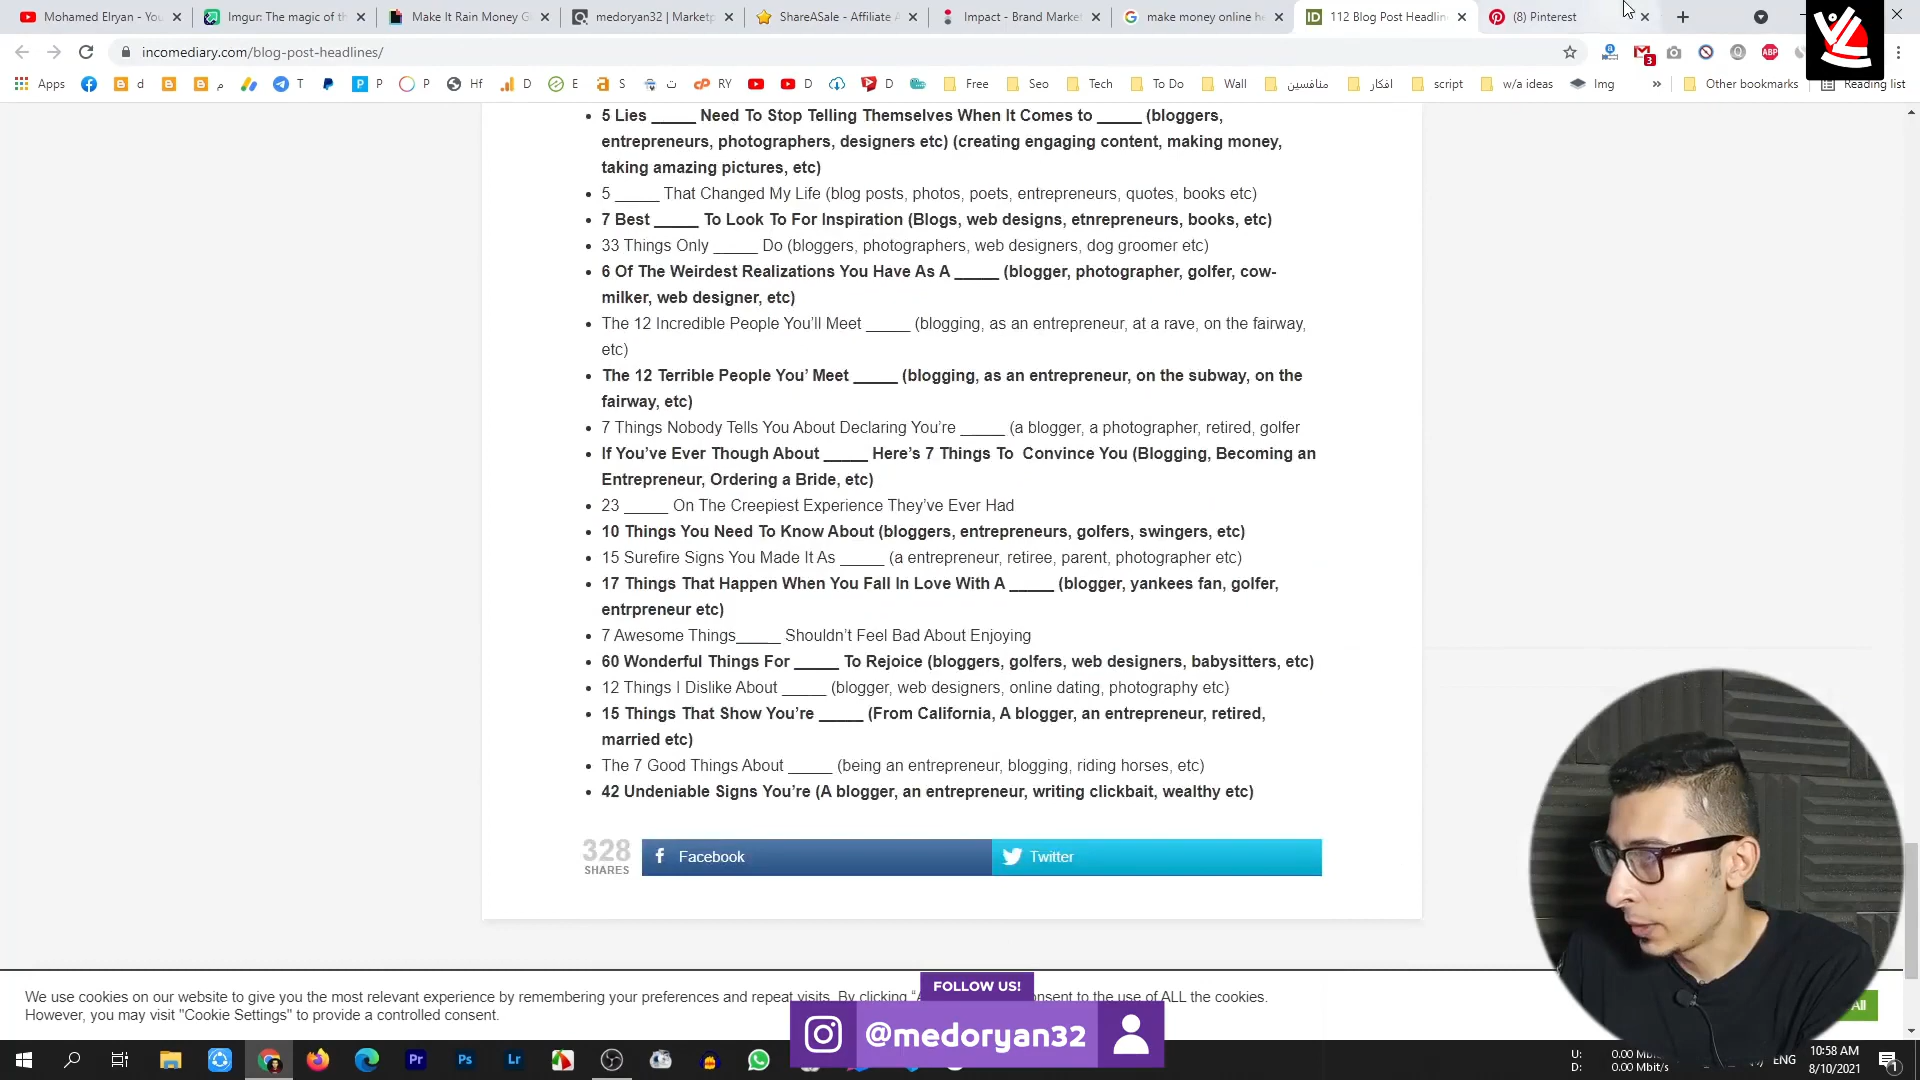 Mohamed Elryan - You
Imgur: The magic of th
Make It Rain Money G
medoryan32 | Marketp
ShareASale - Affiliate A
Impact - Brand Market
make money online he
112 Blog Post Headlin
(8) Pinterest
incomediary.com/blog-post-headlines/
3
ABP
Apps d م T P P Hf D E S ت RY D D Free Seo Tech To Do Wall منافسين افكار script w/a ideas Img » Other bookmarks Reading list
• 5 Lies _____ Need To Stop Telling Themselves When It Comes to _____ (bloggers,
entrepreneurs, photographers, designers etc) (creating engaging content, making money,
taking amazing pictures, etc)
• 5 _____ That Changed My Life (blog posts, photos, poets, entrepreneurs, quotes, books etc)
• 7 Best _____ To Look To For Inspiration (Blogs, web designs, etnrepreneurs, books, etc)
• 33 Things Only _____ Do (bloggers, photographers, web designers, dog groomer etc)
• 6 Of The Weirdest Realizations You Have As A _____ (blogger, photographer, golfer, cow-
milker, web designer, etc)
• The 12 Incredible People You'll Meet _____ (blogging, as an entrepreneur, at a rave, on the fairway,
etc)
• The 12 Terrible People You' Meet _____ (blogging, as an entrepreneur, on the subway, on the
fairway, etc)
• 7 Things Nobody Tells You About Declaring You're _____ (a blogger, a photographer, retired, golfer
• If You've Ever Though About _____ Here's 7 Things To Convince You (Blogging, Becoming an
Entrepreneur, Ordering a Bride, etc)
• 23 _____ On The Creepiest Experience They've Ever Had
• 10 Things You Need To Know About (bloggers, entrepreneurs, golfers, swingers, etc)
• 15 Surefire Signs You Made It As _____ (a entrepreneur, retiree, parent, photographer etc)
• 17 Things That Happen When You Fall In Love With A _____ (blogger, yankees fan, golfer,
entrpreneur etc)
• 7 Awesome Things_____ Shouldn't Feel Bad About Enjoying
• 60 Wonderful Things For _____ To Rejoice (bloggers, golfers, web designers, babysitters, etc)
• 12 Things I Dislike About _____ (blogger, web designers, online dating, photography etc)
• 15 Things That Show You're _____ (From California, A blogger, an entrepreneur, retired,
married etc)
• The 7 Good Things About _____ (being an entrepreneur, blogging, riding horses, etc)
• 42 Undeniable Signs You're (A blogger, an entrepreneur, writing clickbait, wealthy etc)
328
SHARES
Facebook
Twitter
FOLLOW US!
We use cookies on our website to give you the most relevant experience by remembering your preferences and repeat visits. By clicking "A onsent to the use of ALL the cookies.
However, you may visit "Cookie Settings" to provide a controlled consent.
All
@medoryan32
Pr Ps Lr
U: 0.00
D: 0.00 Mbit/s
ENG
10:58 AM
8/10/2021
1